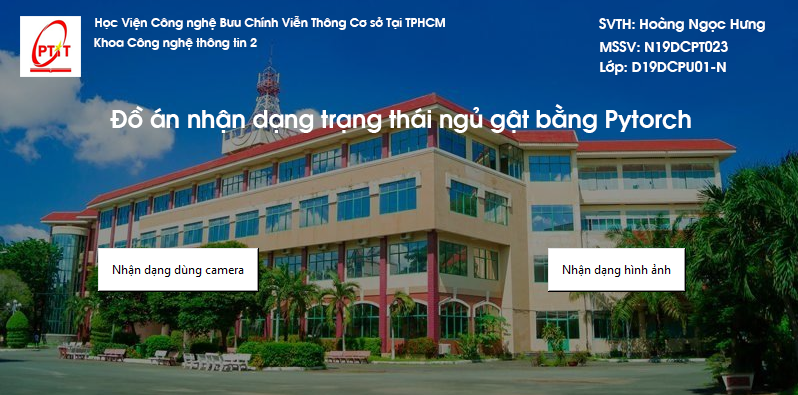 PTIT
Học Viện Công nghệ Bưu Chính Viễn Thông Cơ sở Tại TPHCM
Khoa Công nghệ thông tin 2
SVTH: Hoàng Ngọc Hưng
MSSV: N19DCPT023
Lớp: D19DCPU01-N
Đồ án nhận dạng trạng thái ngủ gật bằng Pytorch
Nhận dạng dùng camera
Nhận dạng hình ảnh